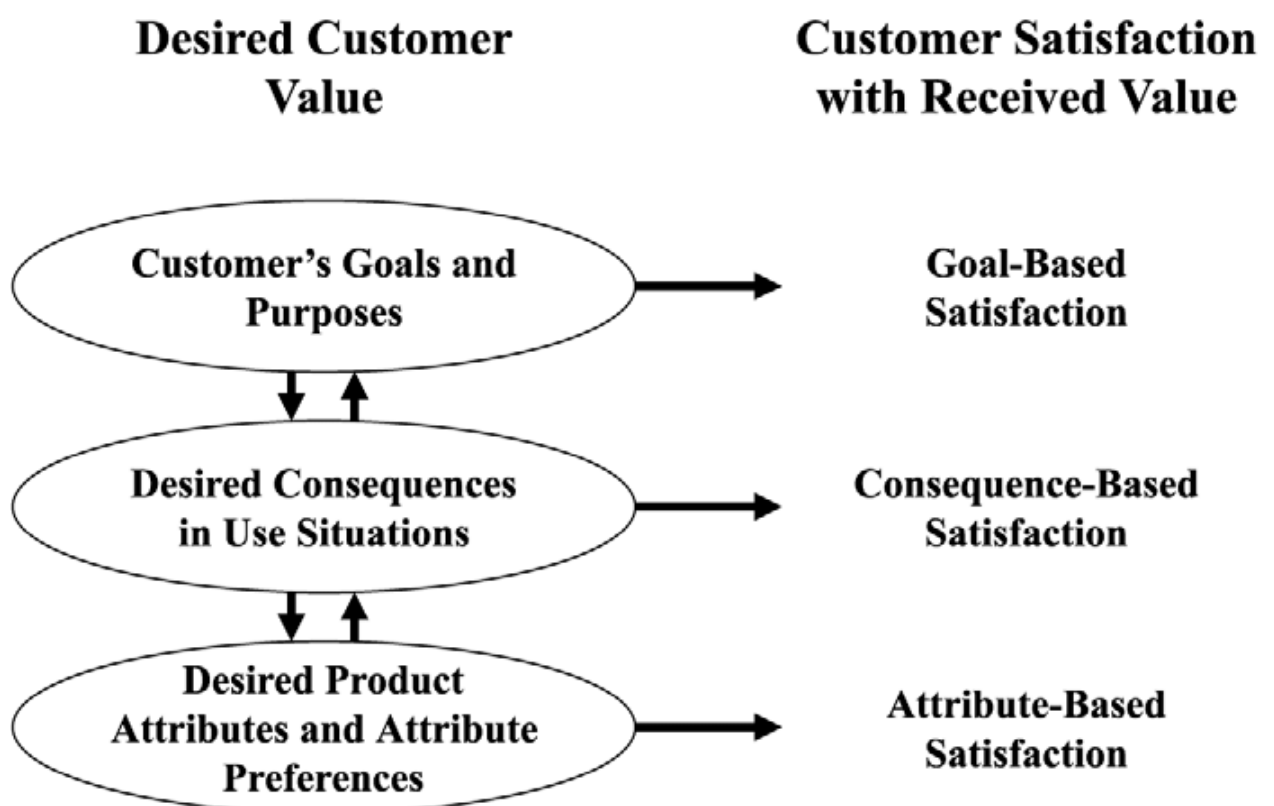 Desired Customer
Value
Customer Satisfaction
with Received Value
Customer’s Goals and
Purposes
Goal-Based
Satisfaction
Desired Consequences
in Use Situations
Consequence-Based
Satisfaction
Desired Product
Attributes and Attribute
Preferences
Attribute-Based
Satisfaction